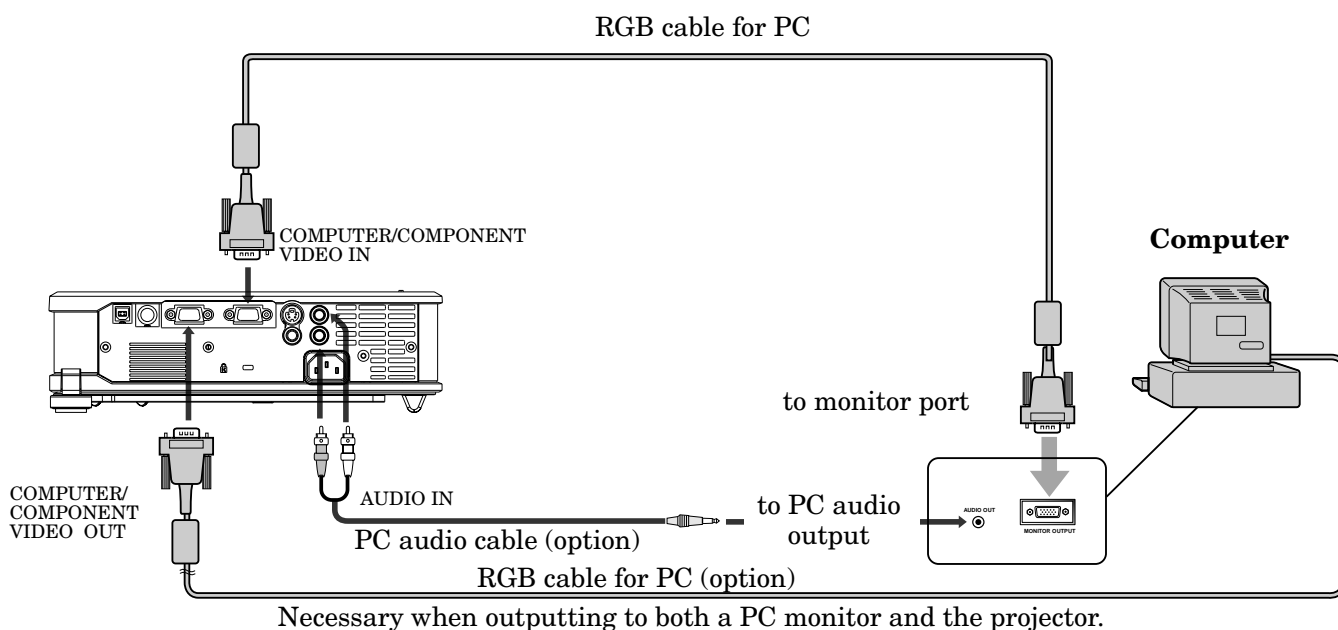 RGB cable for PC
COMPUTER/COMPONENT
VIDEO IN
Computer
to monitor port
COMPUTER/
COMPONENT
VIDEO OUT
AUDIO IN
PC audio cable (option)
to PC audio
output
AUDIO OUT
MONITOR OUTPUT
RGB cable for PC (option)
Necessary when outputting to both a PC monitor and the projector.